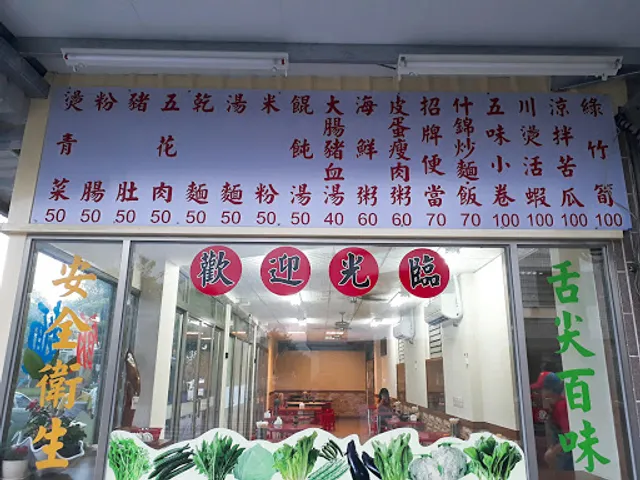 燙青菜 50
粉腸 50
豬肚 50
五花肉 50
乾麵 50
湯麵 50
米粉 50
餛飩湯 50
大腸豬血湯 40
海鮮粥 60
皮蛋瘦肉粥 60
招牌便當 70
什錦炒麵飯 70
五味小卷 100
川燙活蝦 100
涼拌苦瓜 100
綠竹筍 100
歡迎光臨
安全衛生
舌尖百味